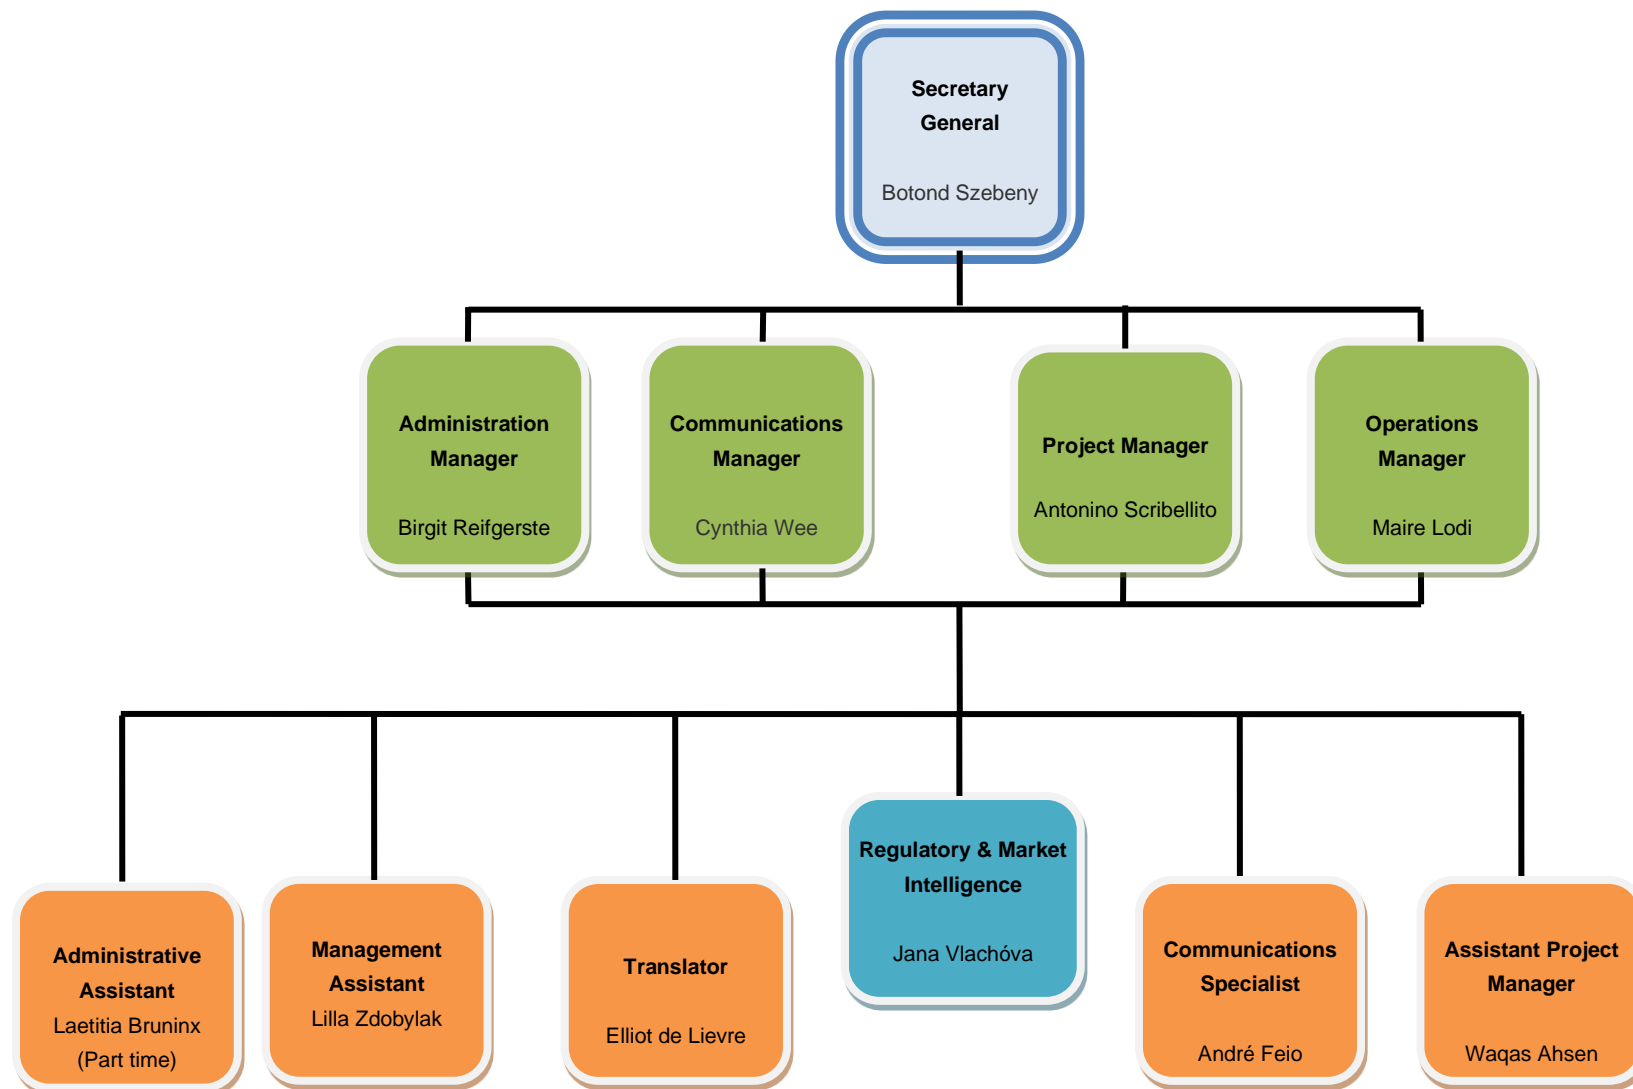 Secretary
General
Botond Szebeny
Administration
Manager
Birgit Reifgerste
Communications
Manager
Cynthia Wee
Project Manager
Antonino Scribellito
Operations
Manager
Maire Lodi
Administrative
Assistant
Laetitia Bruninx
(Part time)
Management
Assistant
Lilla Zdobylak
Translator
Elliot de Lievre
Regulatory & Market
Intelligence
Jana Vlachóva
Communications
Specialist
André Feio
Assistant Project
Manager
Waqas Ahsen